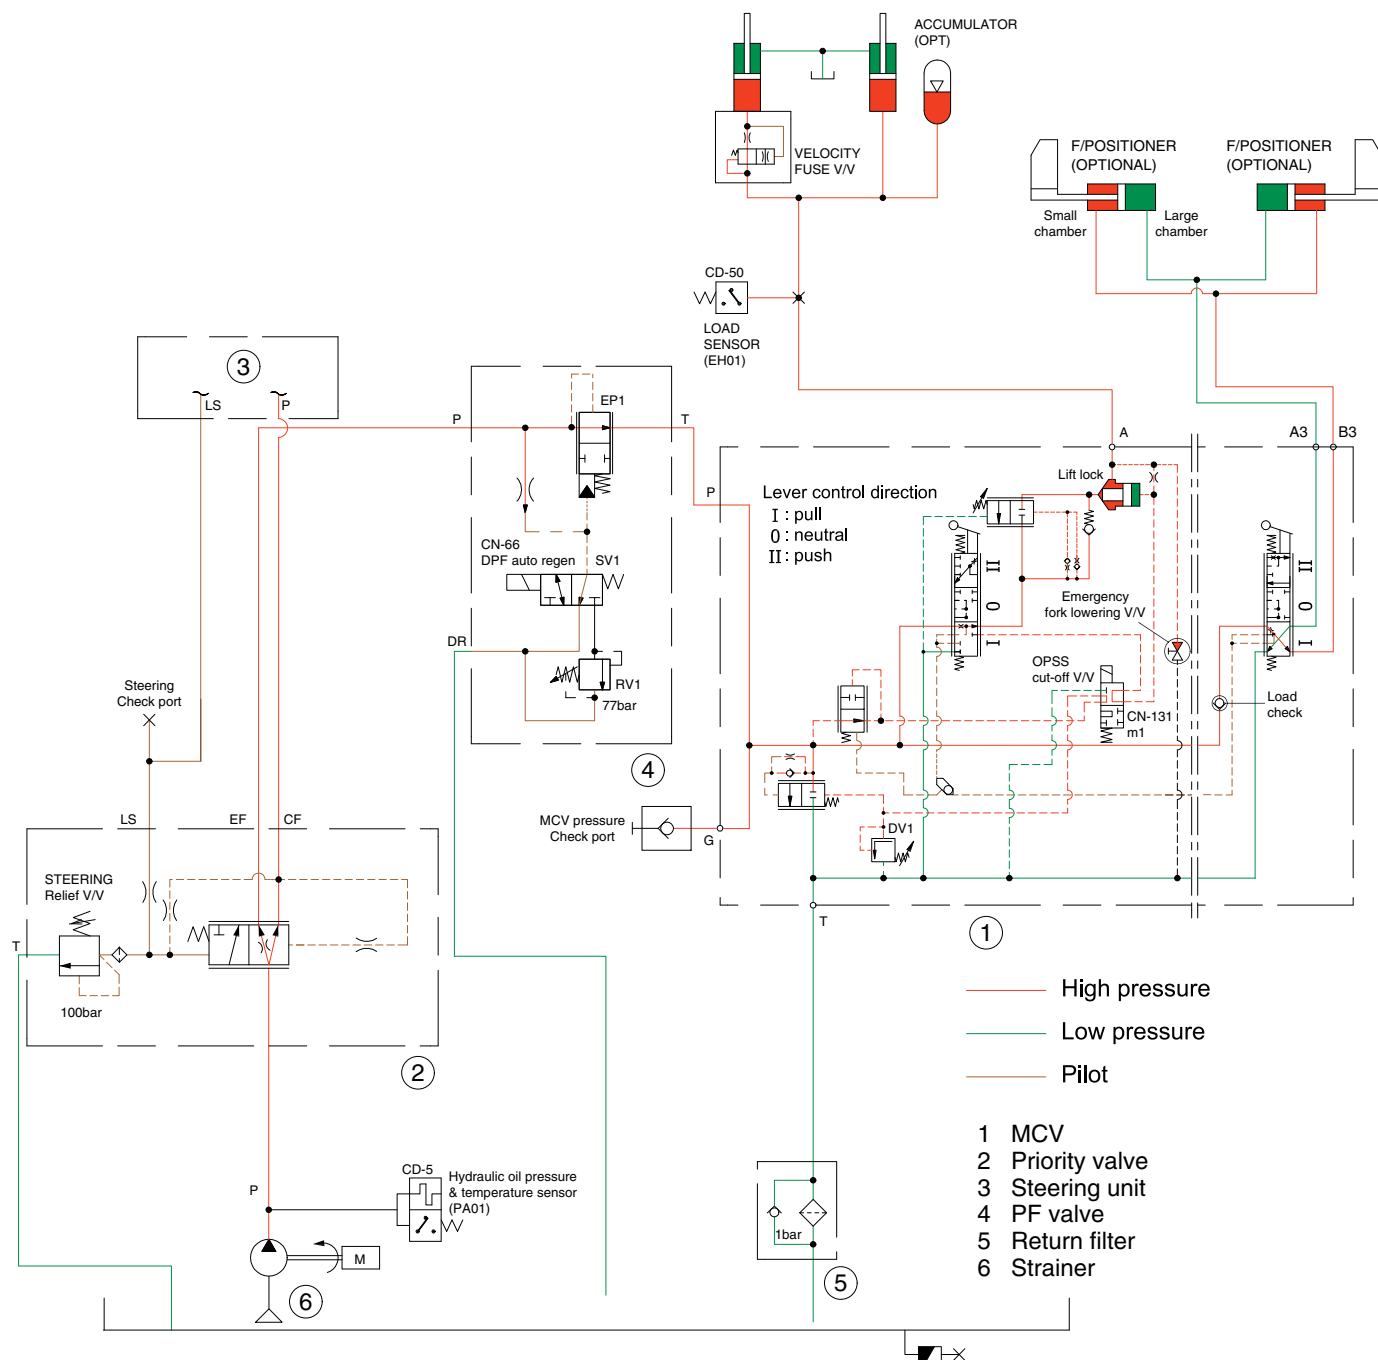 ACCUMULATOR
(OPT)
VELOCITY
FUSE V/V
F/POSITIONER
(OPTIONAL)
F/POSITIONER
(OPTIONAL)
Small
chamber
Large
chamber
CD-50
LOAD
SENSOR
(EH01)
3
LS
P
EP1
P
T
A
A3
B3
Lift lock
P
Lever control direction
I : pull
0 : neutral
II : push
II
0
I
II
0
I
CN-66
DPF auto regen
SV1
Emergency
fork lowering V/V
DR
RV1
77bar
OPSS
cut-off V/V
CN-131
m1
Load
check
Steering
Check port
4
MCV pressure
Check port
G
DV1
LS
EF
CF
STEERING
Relief V/V
T
100bar
T
1
2
High pressure
Low pressure
Pilot
1 MCV
2 Priority valve
3 Steering unit
4 PF valve
5 Return filter
6 Strainer
P
CD-5
Hydraulic oil pressure
& temperature sensor
(PA01)
M
6
1bar
5